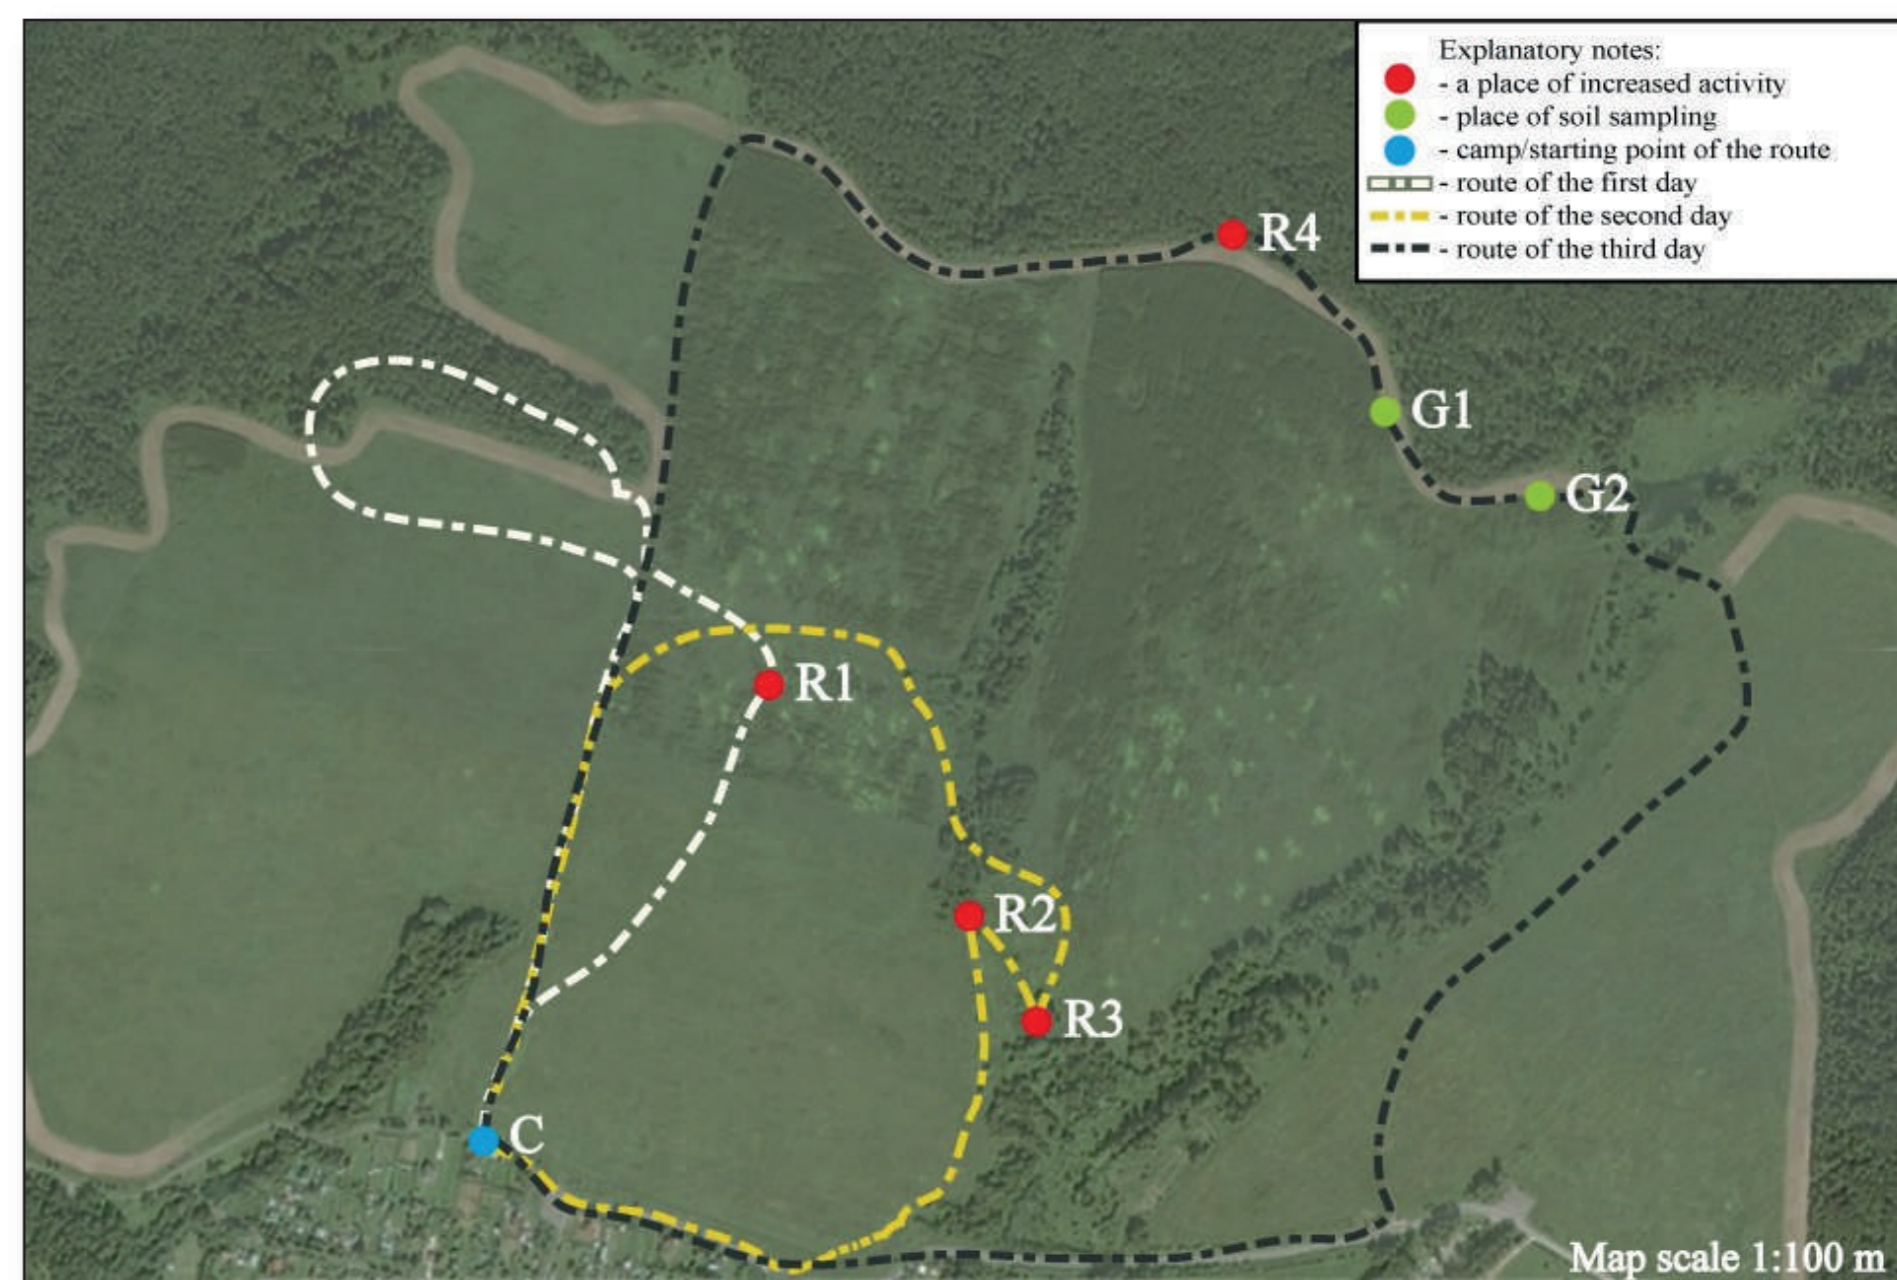 Explanatory notes:
- a place of increased activity
- place of soil sampling
- camp/starting point of the route
- route of the first day
- route of the second day
- route of the third day
R4
G1
G2
R1
R2
R3
C
Map scale 1:100 m